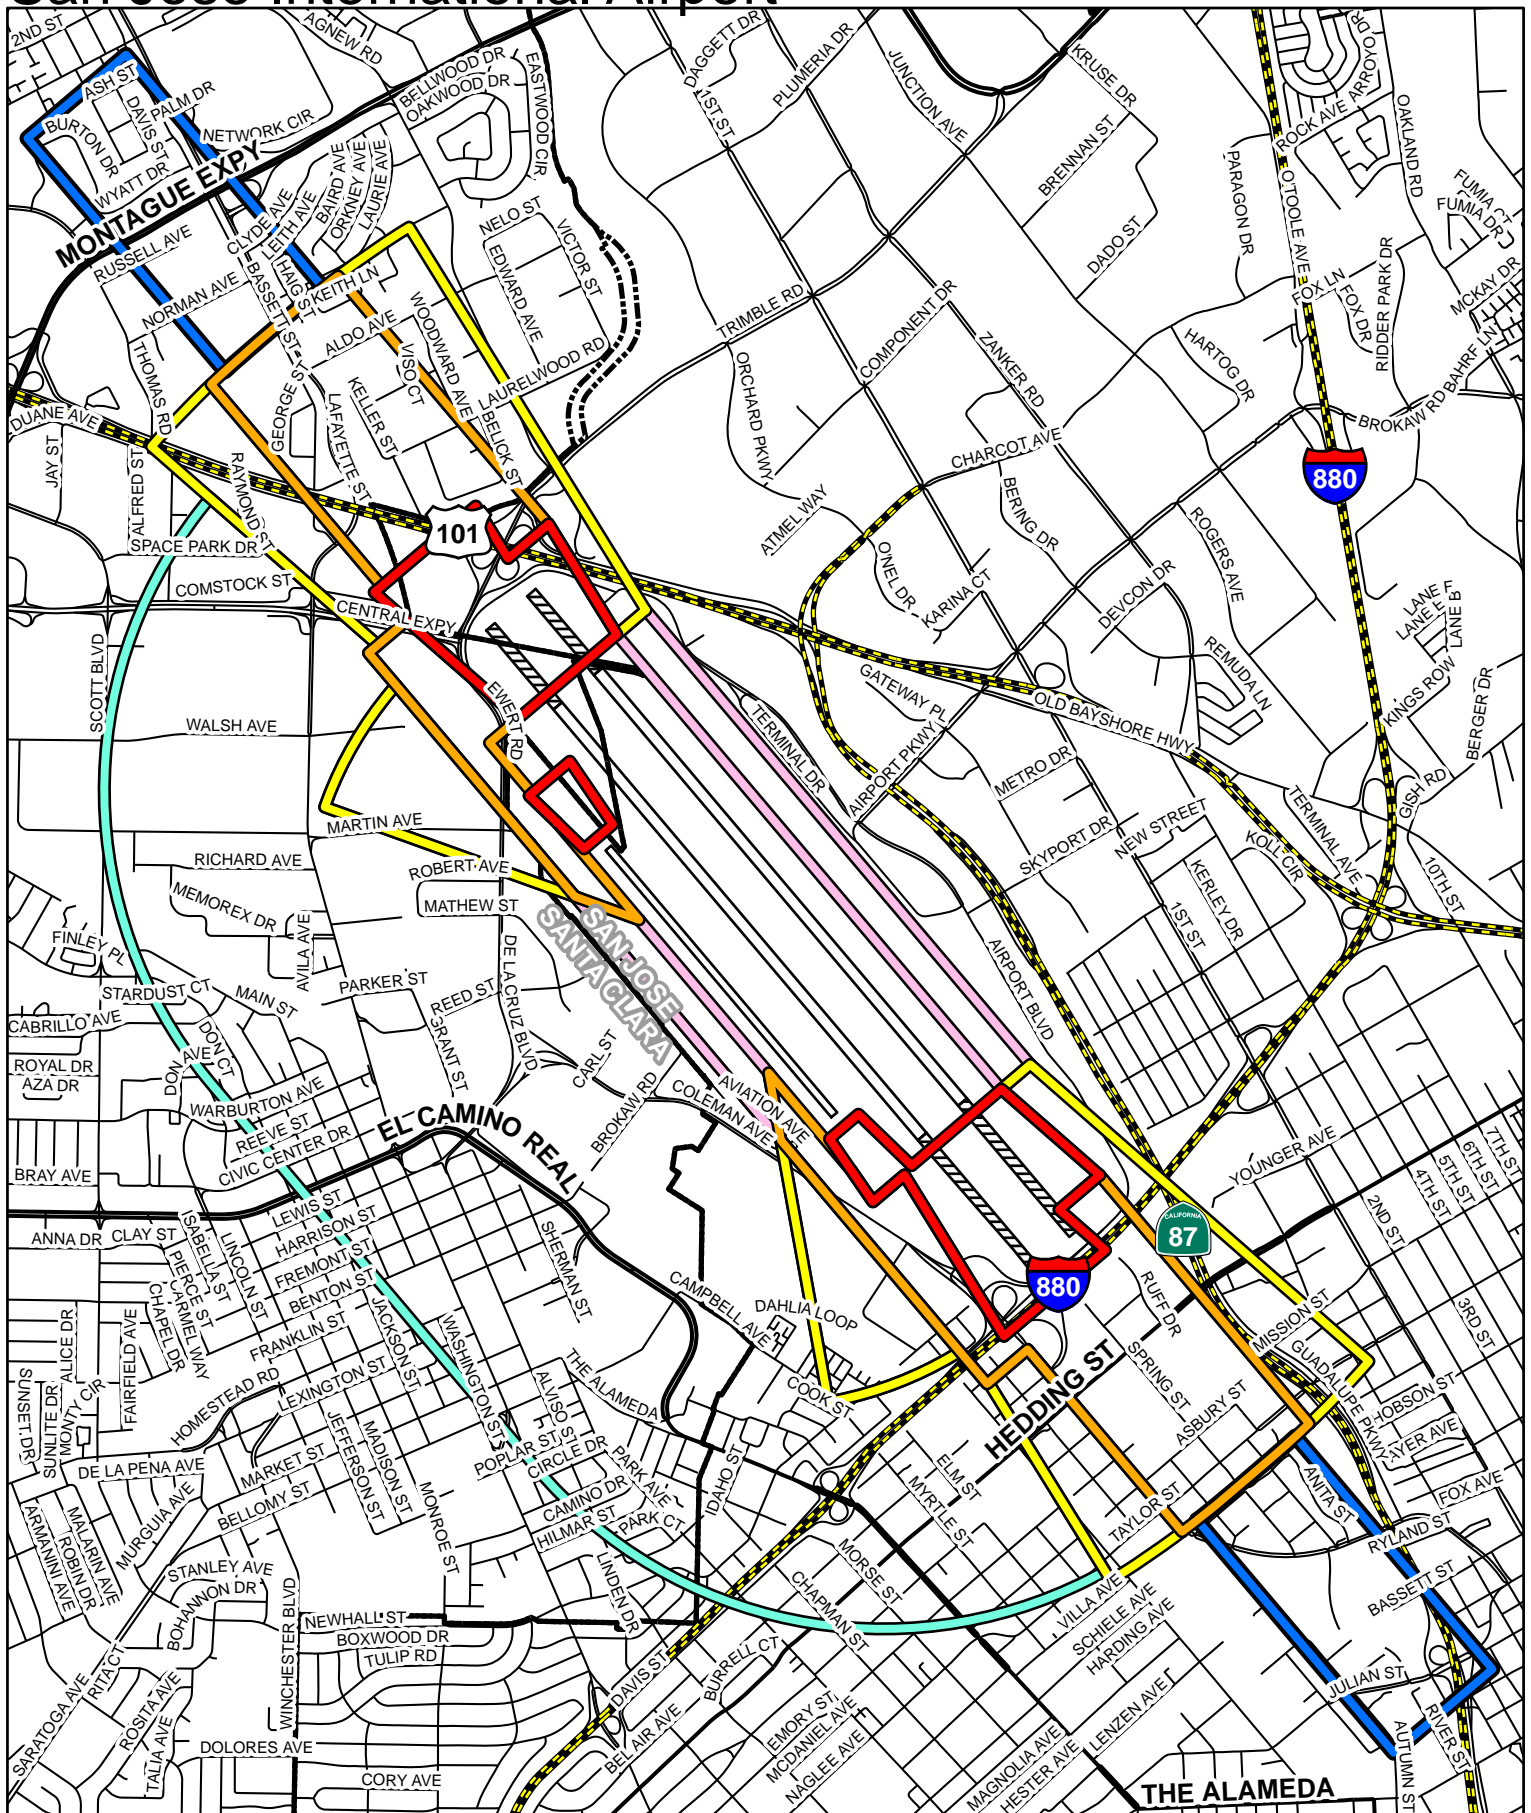 San Jose International Airport
2ND ST
AGNEW RD
BELLWOOD DR
OAKWOOD DR
EASTWOOD CIR
DAGGETT DR
1ST ST
PLUMERIA DR
JUNCTION AVE
KRUSE DR
ARROYO DR
ROCK AVE
OAKLAND RD
ASH ST
DAVIS ST
PALM DR
BURTON DR
NETWORK CIR
WYATT DR
MONTAGUE EXPY
BRENNAN ST
PARAGON DR
O'TOOLE AVE
FUMIA CT
FUMIA DR
CLYDE AVE
LEITH AVE
BAIRD AVE
ORKNEY AVE
LAURIE AVE
NELO ST
VICTOR ST
EDWARD AVE
RUSSELL AVE
NORMAN AVE
BASSETT ST
HAIG ST
KEITH LN
DADO ST
FOX LN
FOX DR
RIDDER PARK DR
MCKAY DR
TRIMBLE RD
COMPONENT DR
ZANKER RD
ALDO AVE
WOODWARD AVE
VISO CT
LAURELWOOD RD
THOMAS RD
GEORGE ST
KELLER ST
LAFAYETTE ST
BELICK ST
ORCHARD PKWY
HARTOG DR
BROKAW RD
BAHRF LN
DUANE AVE
JAY ST
ALFRED ST
RAYMOND ST
CHARCOT AVE
BERING DR
880
101
ATMEL WAY
O'NEL DR
KARINA CT
ROGERS AVE
DEVCON DR
SPACE PARK DR
COMSTOCK ST
CENTRAL EXPY
LANE E
LANE B
REMUDA LN
KINGS ROW
BERGER DR
SCOTT BLVD
WALSH AVE
EWERT RD
TERMINAL DR
GATEWAY PL
OLD BAYSHORE HWY
AIRPORT PKWY
METRO DR
GISH RD
TERMINAL AVE
MARTIN AVE
RICHARD AVE
ROBERT AVE
MATHEW ST
MEMOREX DR
SKYPORT DR
NEW STREET
KOLL CIR
10TH ST
KERLEY DR
1ST ST
FINLEY PL
AVILA AVE
DE LA CRUZ BLVD
SAN JOSE
SANTA CLARA
AIRPORT BLVD
STARDUST CT
MAIN ST
PARKER ST
REED ST
GRANT ST
CABRILLO AVE
DON CT
DON AVE
ROYAL DR
AZA DR
CARL ST
BROKAW RD
COLEMAN AVE
AVIATION AVE
WARBURTON AVE
REEVE ST
CIVIC CENTER DR
EL CAMINO REAL
BRAY AVE
YOUNGER AVE
7TH ST
6TH ST
5TH ST
4TH ST
2ND ST
ANNA DR
CLAY ST
LEWIS ST
HARRISON ST
FREMONT ST
BENTON ST
ISABELLA ST
PIERCE ST
LINCOLN ST
CARMEL WAY
CHAPEL DR
SHERMAN ST
CALIFORNIA
87
880
CAMPBELL AVE
DAHLIA LOOP
RUFF DR
3RD ST
ALICE DR
FAIRFIELD AVE
JACKSON ST
FRANKLIN ST
WASHINGTON ST
MISSION ST
GUADALUPE PKWY
HEDDING ST
SPRING ST
SUNSET DR
SUNLITE DR
MONTY CIR
HOMESTEAD RD
LEXINGTON ST
THE ALAMEDA
ALVISO ST
COOK ST
ASBURY ST
HOBSON ST
AYER AVE
JEFFERSON ST
MADISON ST
MARKET ST
POPLAR ST
CIRCLE DR
PARK AVE
IDAHO ST
DE LA PENA AVE
BELLOMY ST
ELM ST
MYRTLE ST
TAYLOR ST
ANITA ST
FOX AVE
MONROE ST
CAMINO DR
HILMAR ST
PARK CT
MURGUIA AVE
ARMANINI AVE
MALARIN AVE
ROBIN DR
MORSE ST
RYLAND ST
STANLEY AVE
BOHANNON DR
LINDEN DR
CHAPMAN ST
VILLA AVE
SCHIELE AVE
HARDING AVE
BASSETT ST
WINCHESTER BLVD
NEWHALL ST
BOXWOOD DR
TULIP RD
DAVIS ST
BURRELL CT
JULIAN ST
RITA CT
SARATOGA AVE
ROSITA AVE
TALIA AVE
BEL AIR AVE
EMORY ST
MCDANIEL AVE
NAGLEE AVE
LENZEN AVE
MAGNOLIA AVE
HESTER AVE
RIVER ST
AUTUMN ST
DOLORES AVE
CORY AVE
THE ALAMEDA